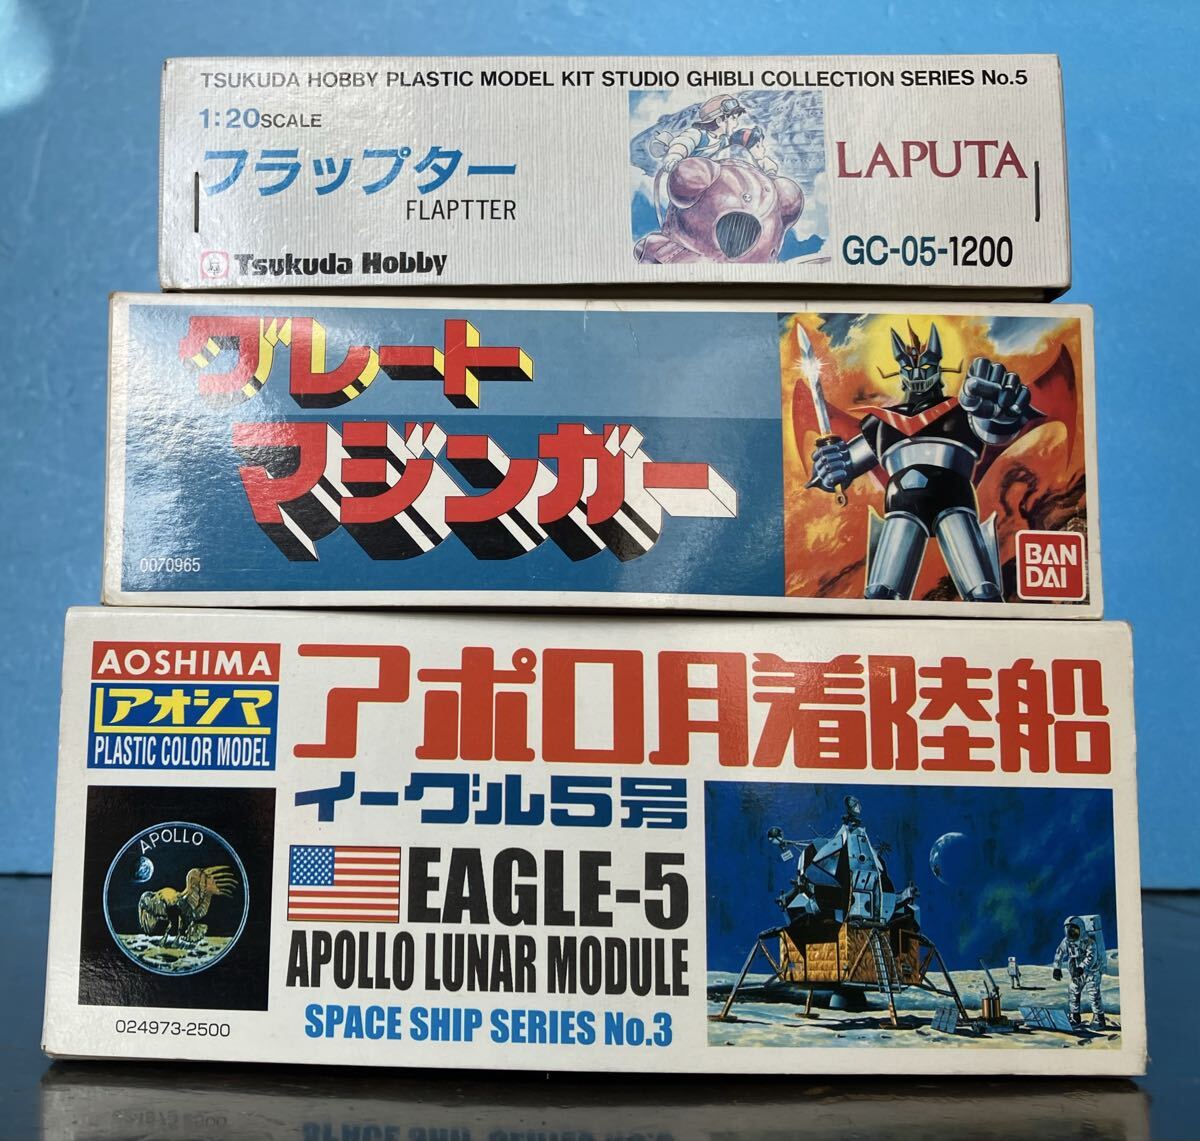 TSUKUDA HOBBY PLASTIC MODEL KIT STUDIO GHIBLI COLLECTION SERIES No.5
1:20SCALE
フラップター
FLAPTTER
Tsukuda Hobby
LAPUTA
GC-05-1200
グレート
マジンガー
0070965
BAN
DAI
AOSHIMA
アオシマ
PLASTIC COLOR MODEL
アポロ月着陸船
イーグル5号
APOLLO
EAGLE-5
APOLLO LUNAR MODULE
024973-2500
SPACE SHIP SERIES No.3